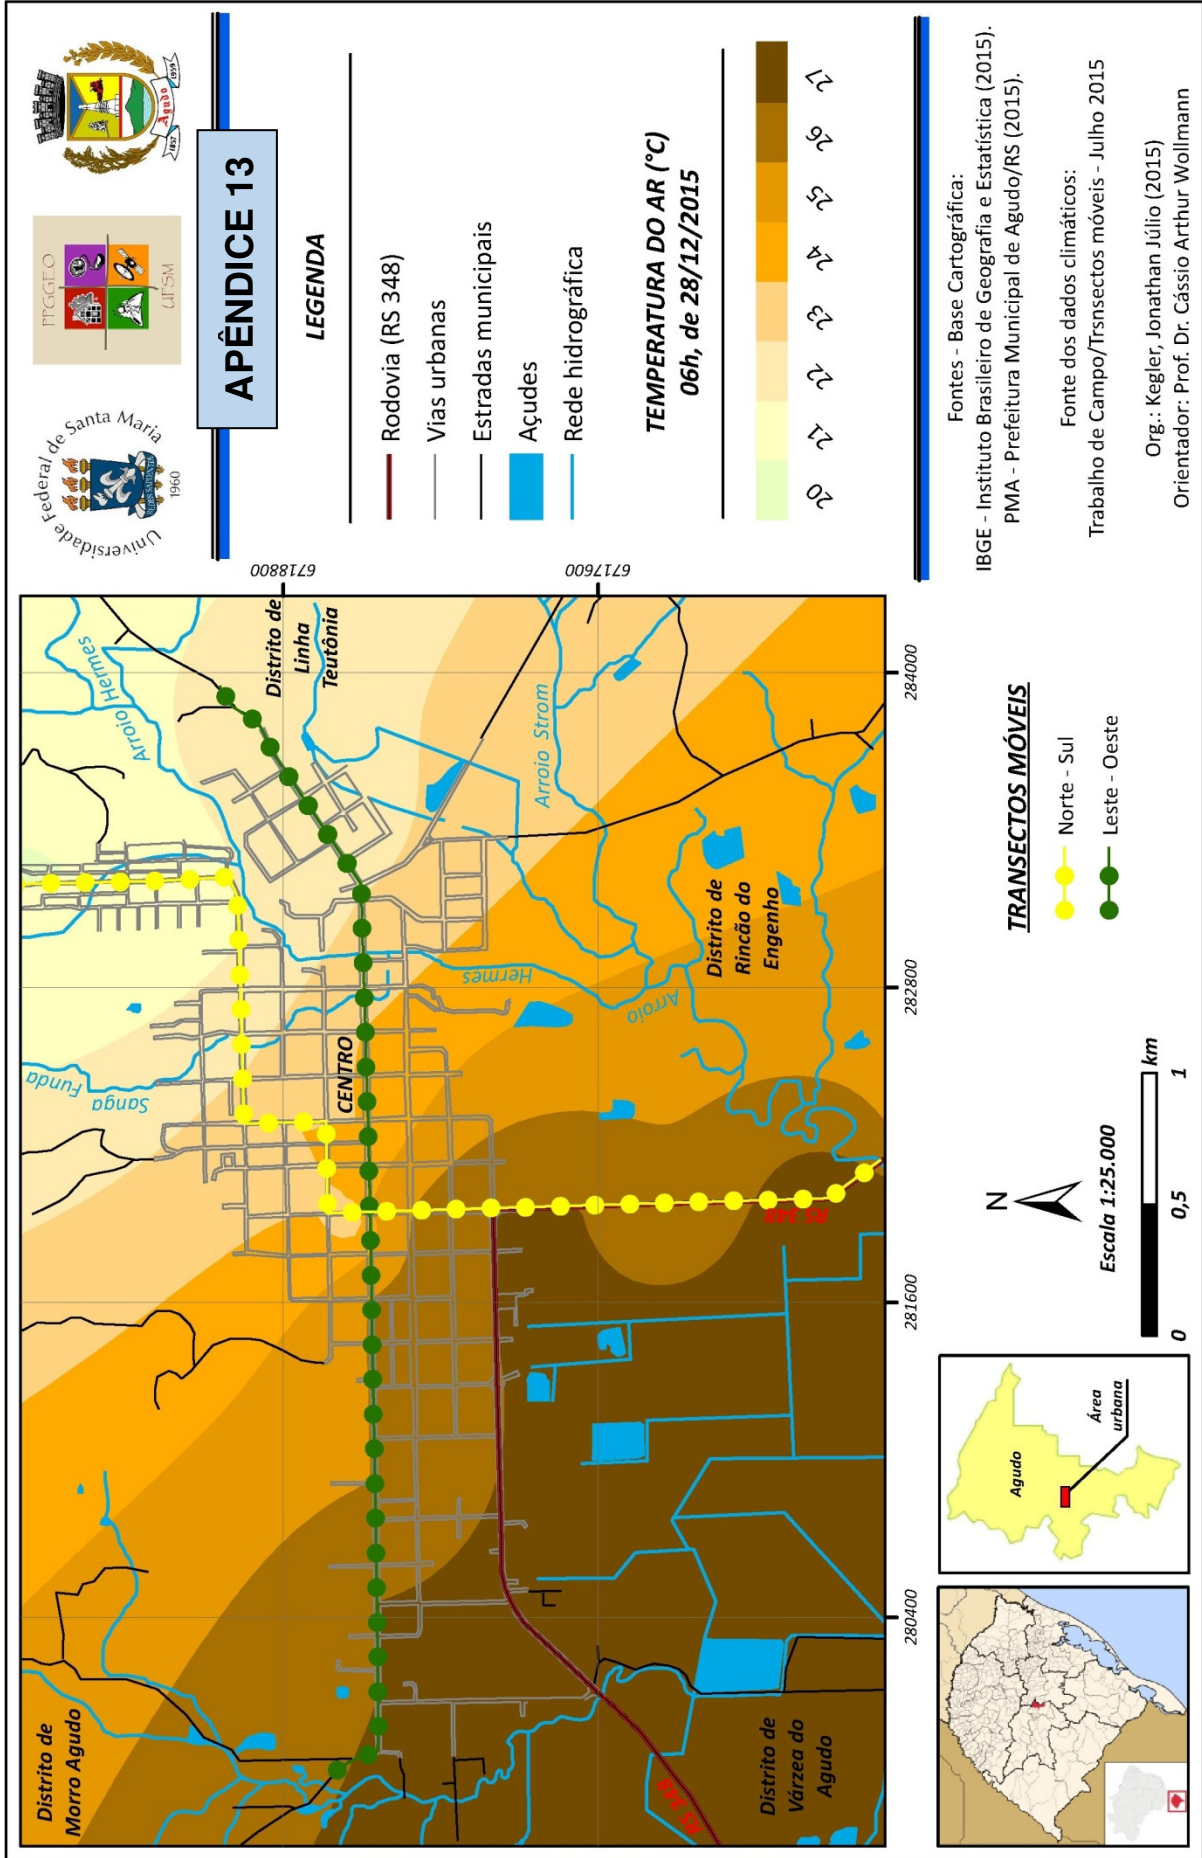 Universidade Federal de Santa Maria
1960
PPGGEO
UFSM
Agudo
1857
1959
APÊNDICE 13
LEGENDA
Rodovia (RS 348)
Vias urbanas
Estradas municipais
Açudes
Rede hidrográfica
TEMPERATURA DO AR (°C)
06h, de 28/12/2015
20
21
22
23
24
25
26
27
Fontes - Base Cartográfica:
IBGE - Instituto Brasileiro de Geografia e Estatística (2015).
PMA - Prefeitura Municipal de Agudo/RS (2015).
Fonte dos dados climáticos:
Trabalho de Campo/Trsnsectos móveis - Julho 2015
Org.: Kegler, Jonathan Júlio (2015)
Orientador: Prof. Dr. Cássio Arthur Wollmann
6718800
6717600
Distrito de
Morro Agudo
Sanga Funda
Arroio Hermes
Distrito de
Linha
Teutônia
CENTRO
Hermes
Arroio Strom
Arroio
Distrito de
Rincão do
Engenho
RS 348
RS 348
Distrito de
Várzea do
Agudo
280400
281600
282800
284000
Agudo
Área
urbana
N
Escala 1:25.000
0
0,5
1
km
TRANSECTOS MÓVEIS
Norte - Sul
Leste - Oeste